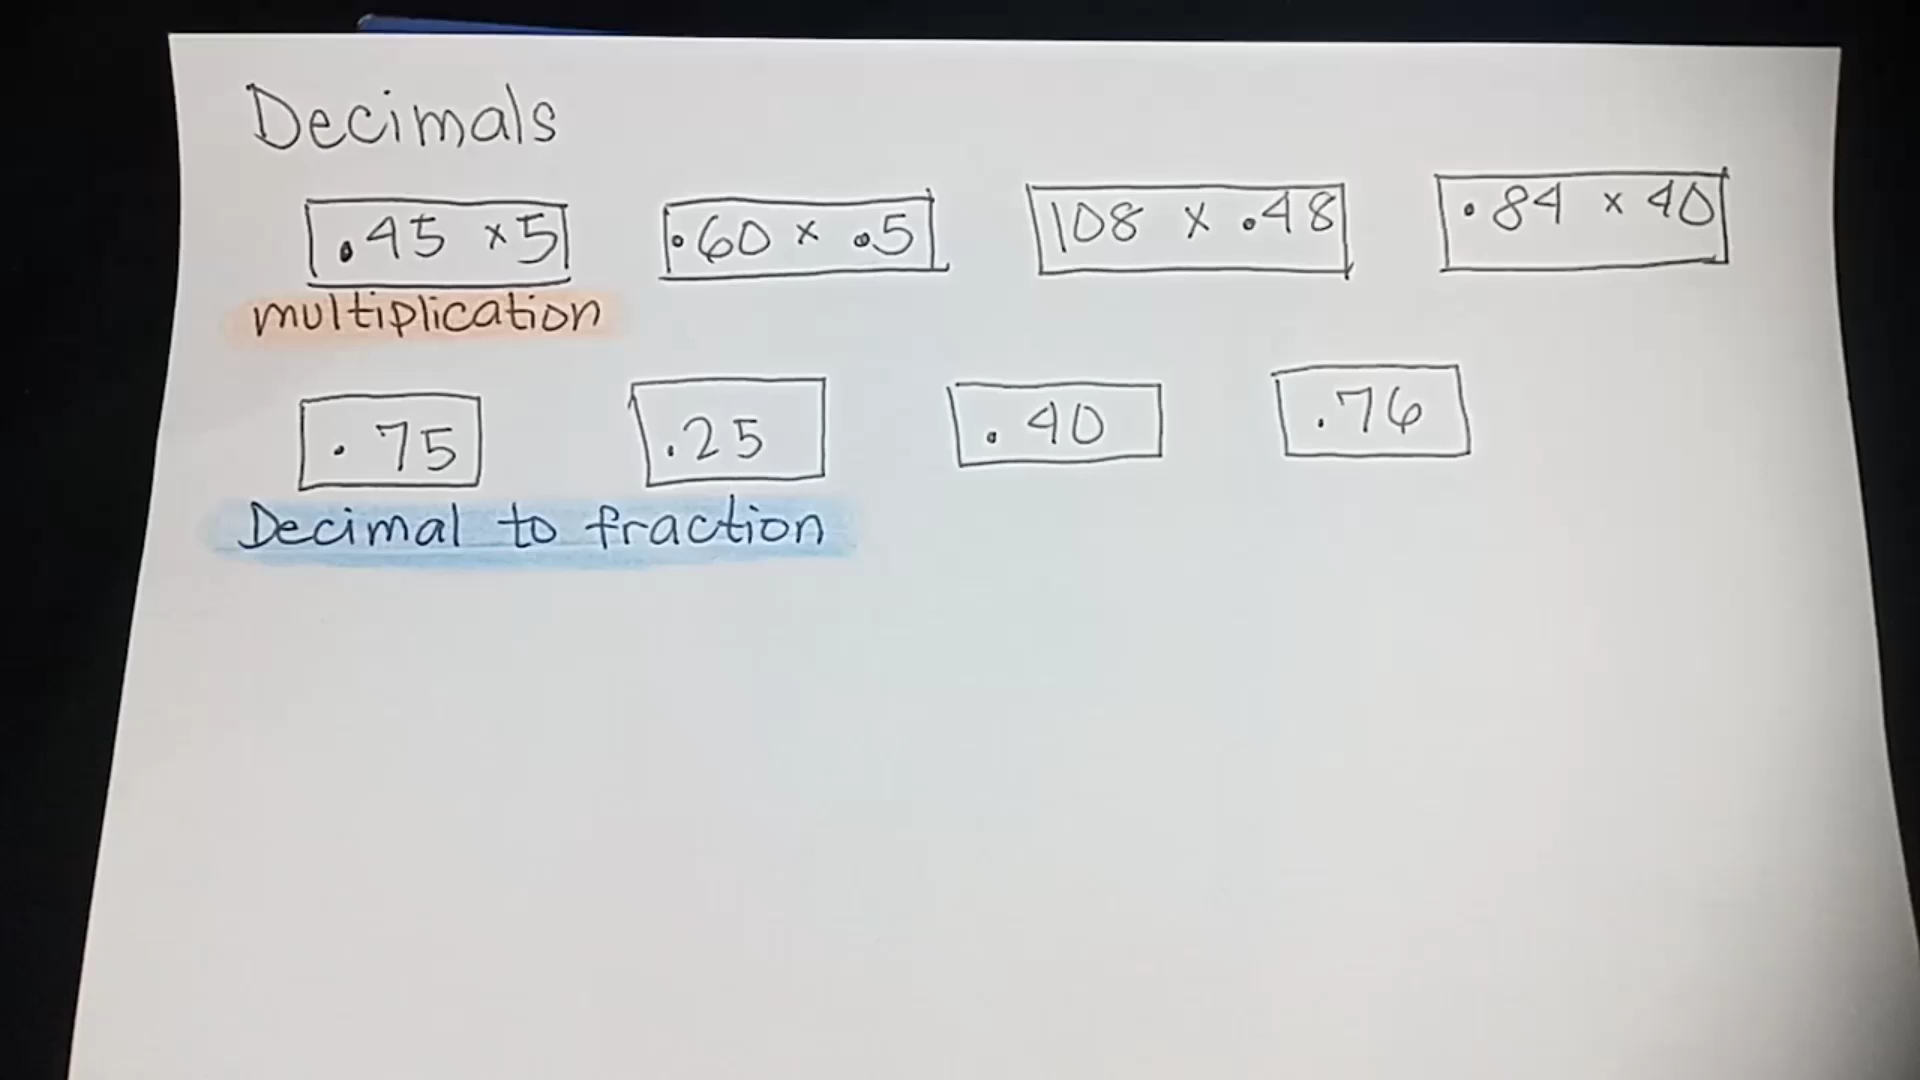 Decimals
.45 x 5 .60 x .5 108 x .48 .84 x 40
multiplication
.75 .25 .40 .76
Decimal to fraction